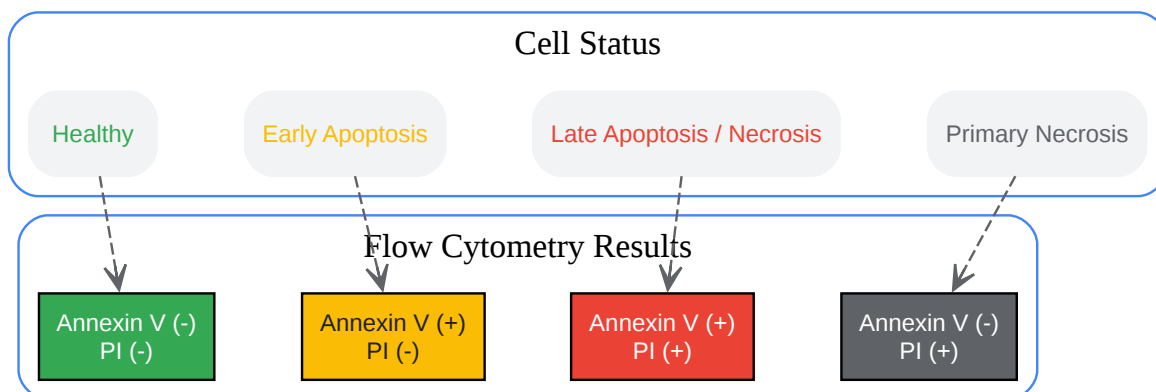 Cell Status
Healthy
Early Apoptosis
Late Apoptosis / Necrosis
Primary Necrosis
Flow Cytometry Results
Annexin V (-)
PI (-)
Annexin V (+)
PI (-)
Annexin V (+)
PI (+)
Annexin V (-)
PI (+)